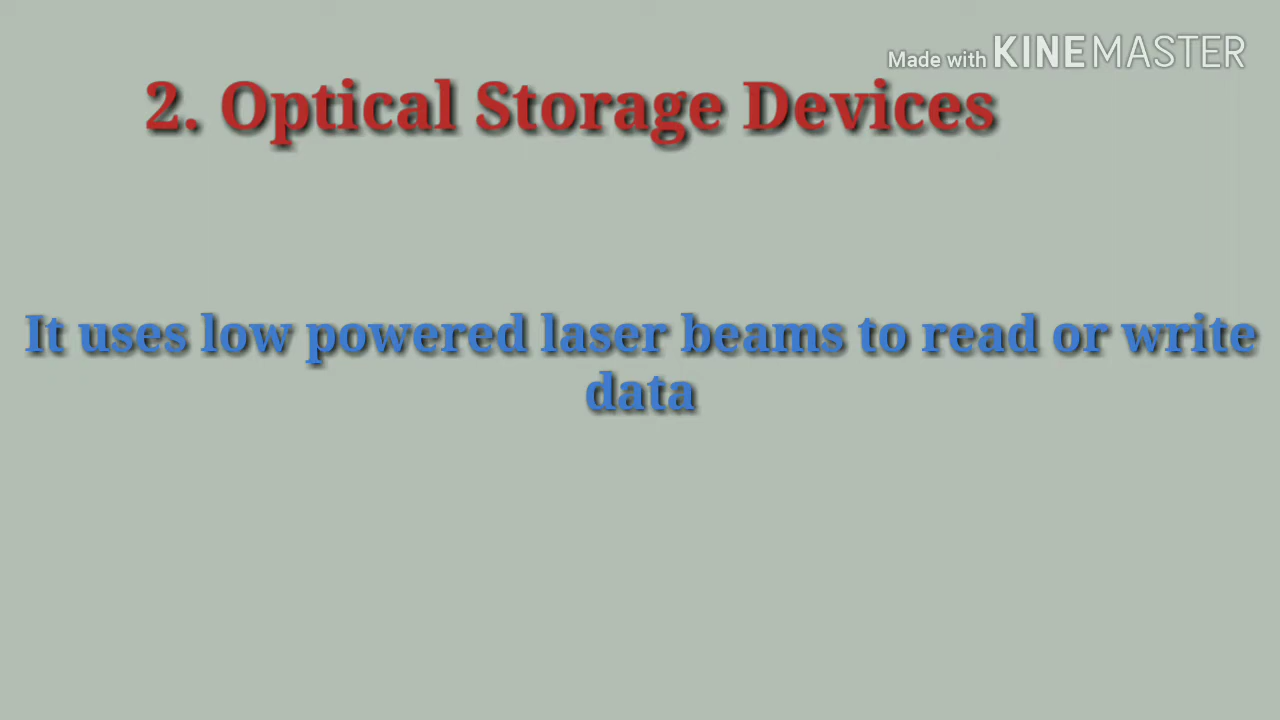 Made with KINEMASTER
2. Optical Storage Devices
It uses low powered laser beams to read or write
data